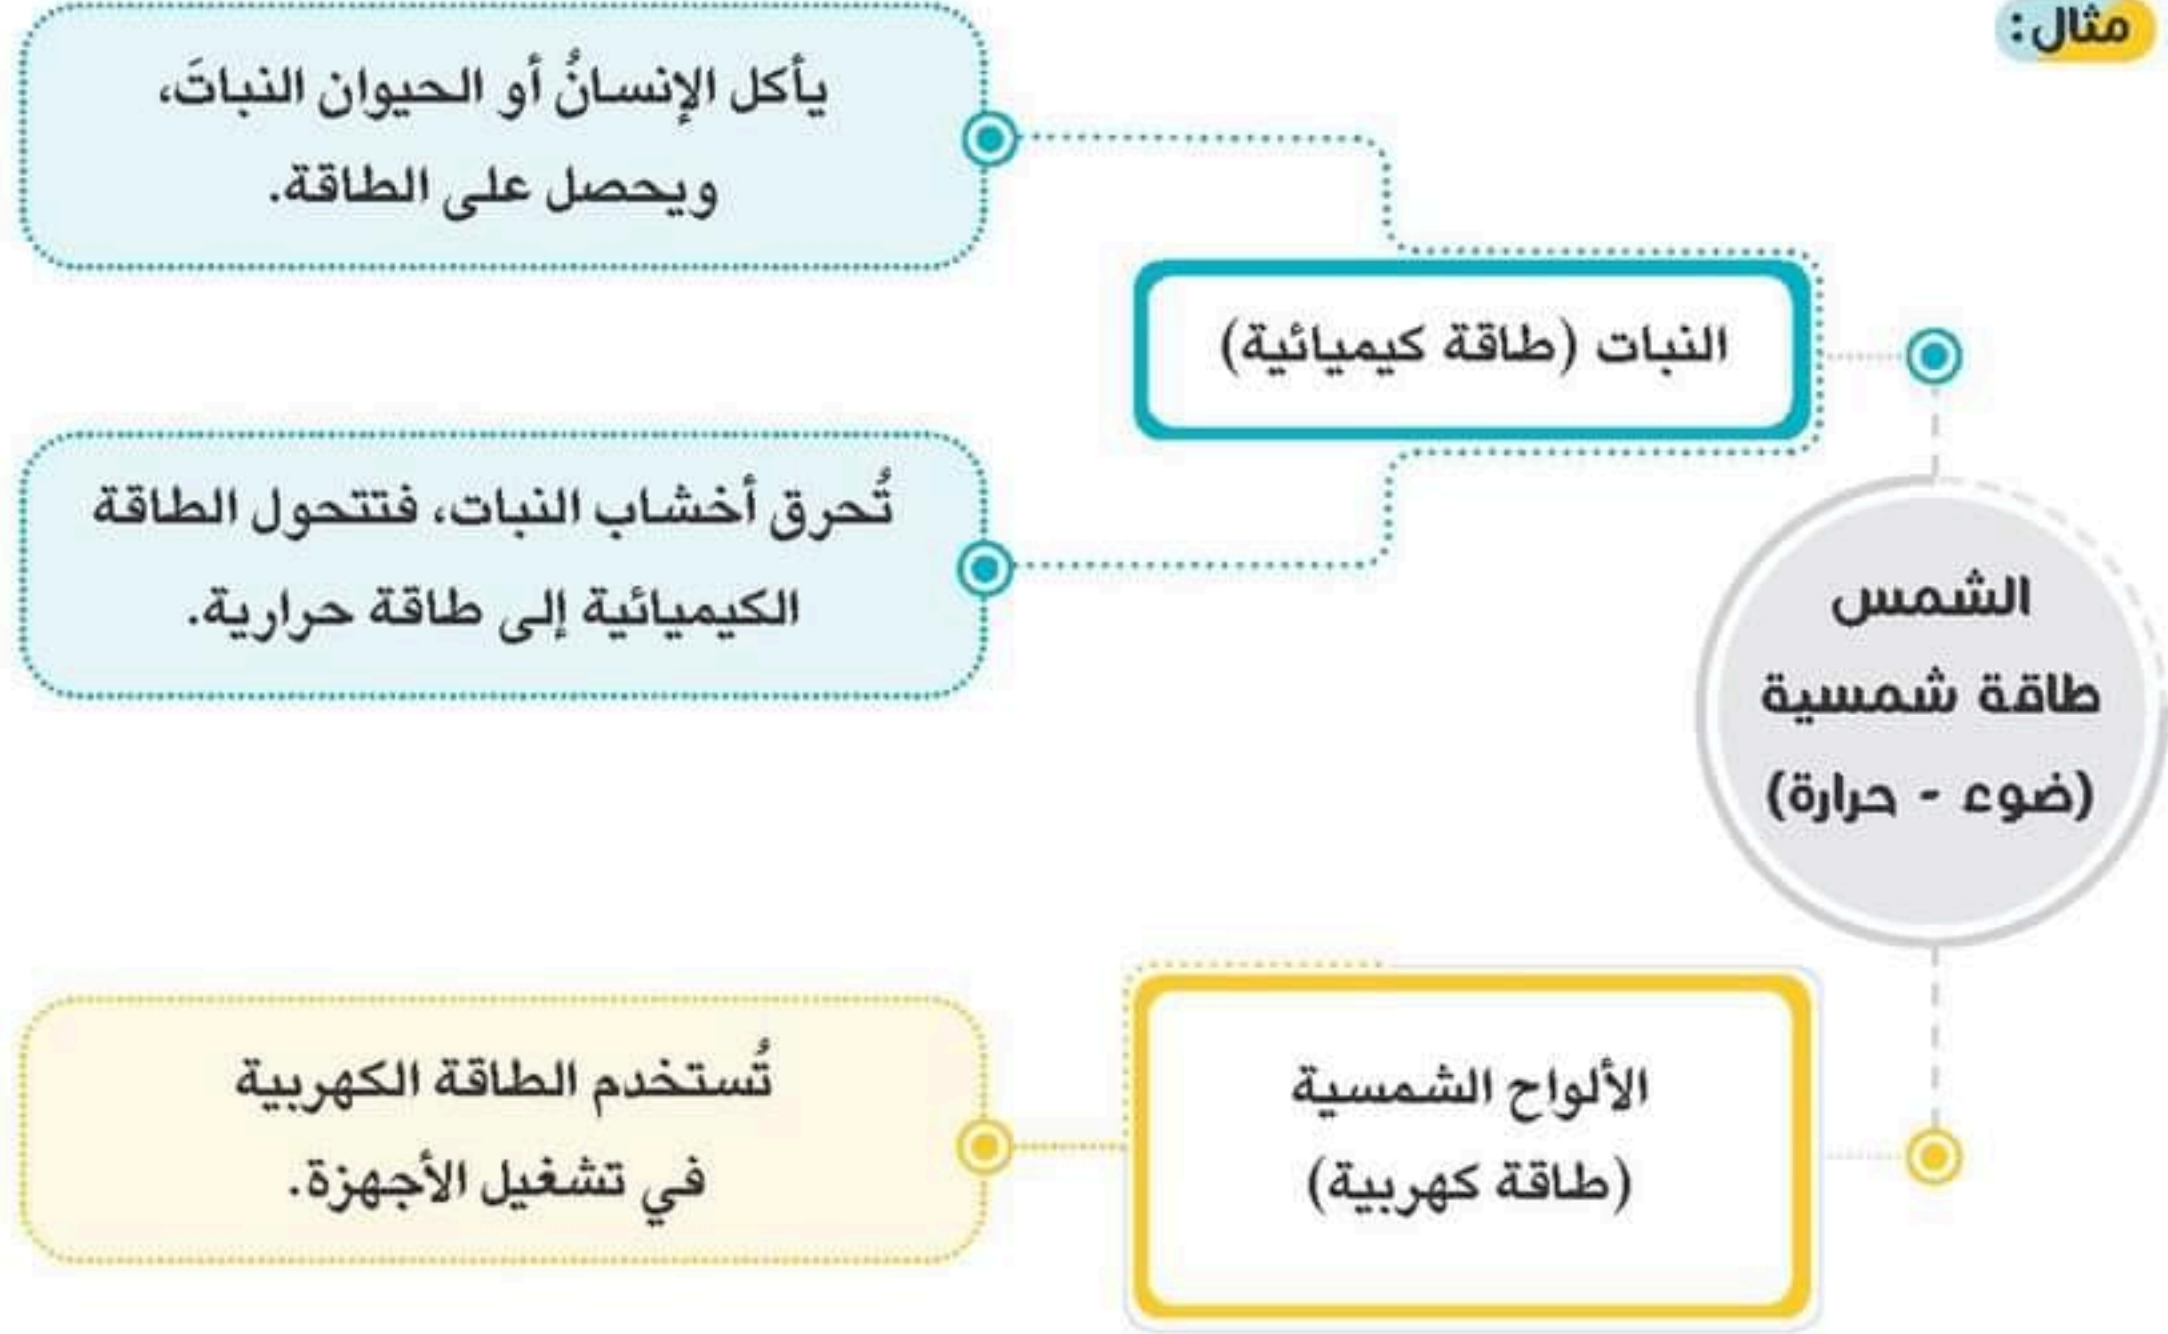 مثال:
الشمس
طاقة شمسية
(ضوء - حرارة)
النبات (طاقة كيميائية)
يأكل الإنسانُ أو الحيوان النباتَ،
ويحصل على الطاقة.
تُحرق أخشاب النبات، فتتحول الطاقة
الكيميائية إلى طاقة حرارية.
الألواح الشمسية
(طاقة كهربية)
تُستخدم الطاقة الكهربية
في تشغيل الأجهزة.